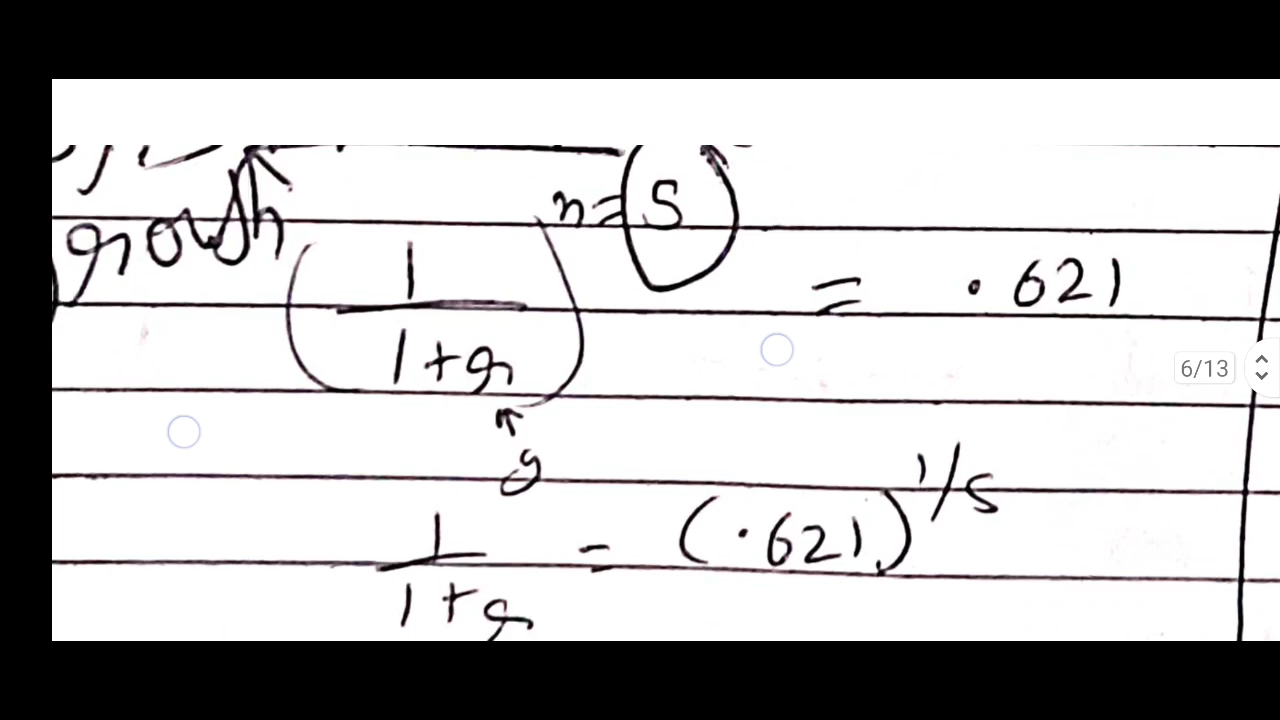 growth
( 1 / 1+r ) n=5 = .621
6/13
↑
g
1 / 1+r = (.621)^1/5